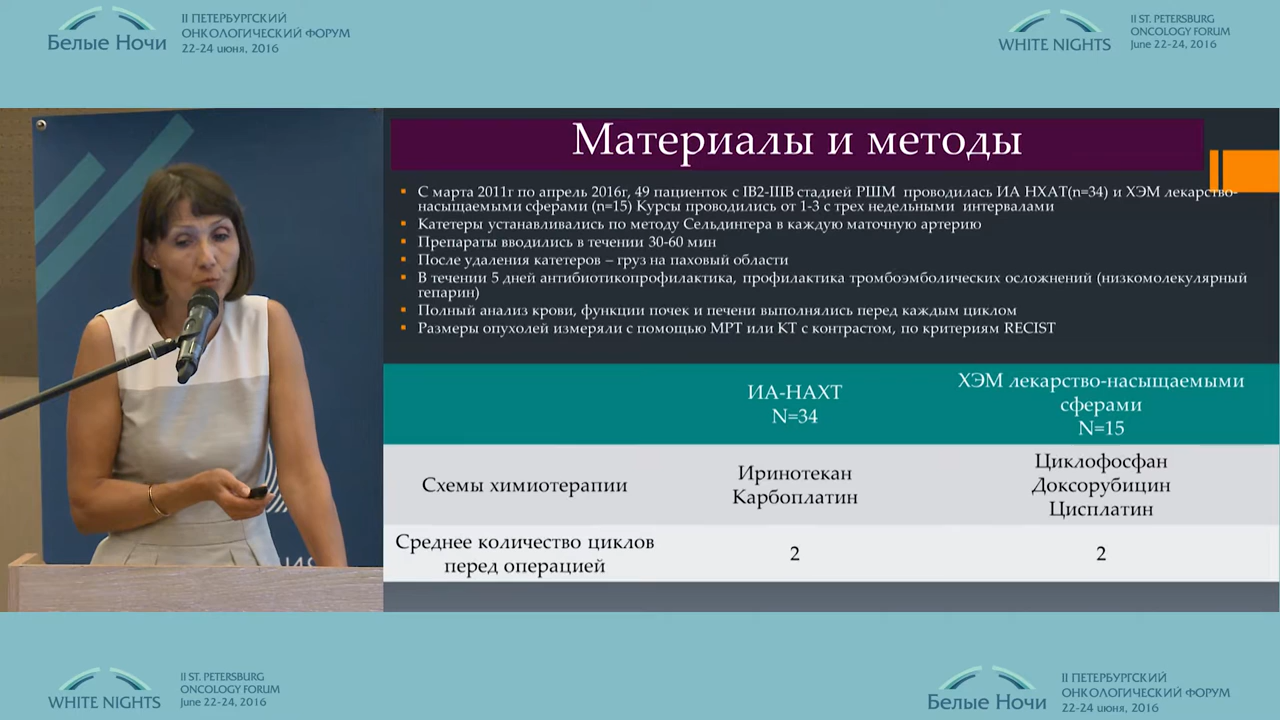 II ПЕТЕРБУРГСКИЙ
ОНКОЛОГИЧЕСКИЙ ФОРУМ
22-24 июня, 2016
Белые Ночи
II ST. PETERSBURG
ONCOLOGY FORUM
June 22-24, 2016
WHITE NIGHTS
Материалы и методы
С марта 2011г по апрель 2016г, 49 пациенток с IB2-IIIB стадией РШМ проводилась ИА НХАТ(n=34) и ХЭМ лекарство-
насыщаемыми сферами (n=15) Курсы проводились от 1-3 с трех недельными интервалами
Катетеры устанавливались по методу Сельдингера в каждую маточную артерию
Препараты вводились в течении 30-60 мин
После удаления катетеров – груз на паховый области
В течении 5 дней антибиотикопрофилактика, профилактика тромбоэмболических осложнений (низкомолекулярный
гепарин)
Полный анализ крови, функции почек и печени выполнялись перед каждым циклом
Размеры опухолей измеряли с помощью МРТ или КТ с контрастом, по критериям RECIST
ИА-НАХТ
N=34
ХЭМ лекарство-насыщаемыми
сферами
N=15
Схемы химиотерапии
Иринотекан
Карбоплатин
Циклофосфан
Доксорубицин
Цисплатин
Среднее количество циклов
перед операцией
2
2
WHITE NIGHTS
II ST. PETERSBURG
ONCOLOGY FORUM
June 22-24, 2016
Белые Ночи
II ПЕТЕРБУРГСКИЙ
ОНКОЛОГИЧЕСКИЙ ФОРУМ
22-24 июня, 2016